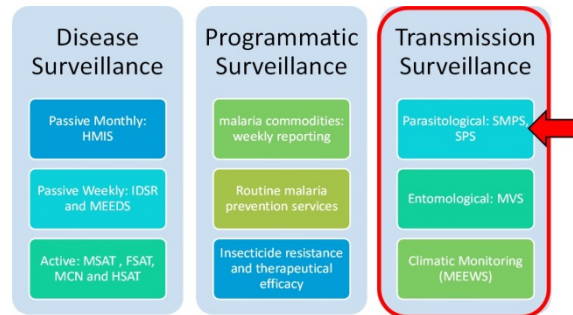 Disease
Surveillance
Passive Monthly:
HMIS
Passive Weekly: IDSR
and MEEDS
Active: MSAT , FSAT,
MCN and HSAT
Programmatic
Surveillance
malaria commodities:
weekly reporting
Routine malaria
prevention services
Insecticide resistance
and therapeutical
efficacy
Transmission
Surveillance
Parasitological: SMPS,
SPS
Entomological: MVS
Climatic Monitoring
(MEEWS)